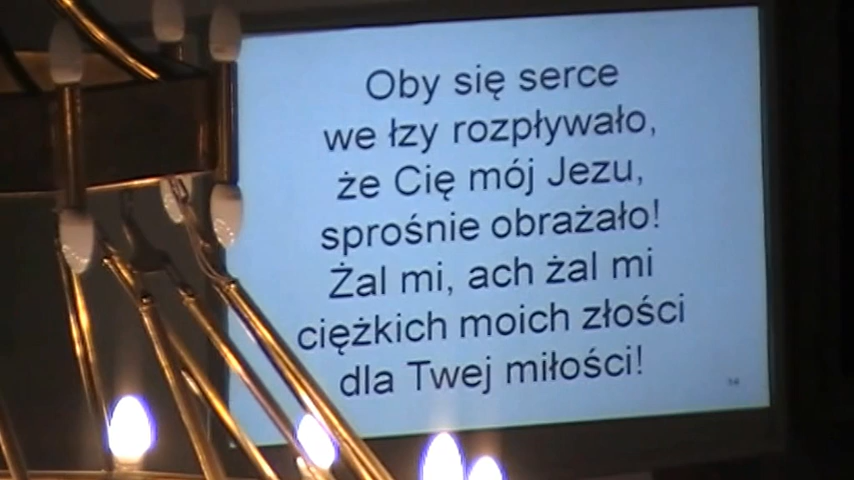 Oby się serce
we łzy rozpływało,
że Cię mój Jezu,
sprośnie obrażało!
Żal mi, ach żal mi
ciężkich moich złości
dla Twej miłości!